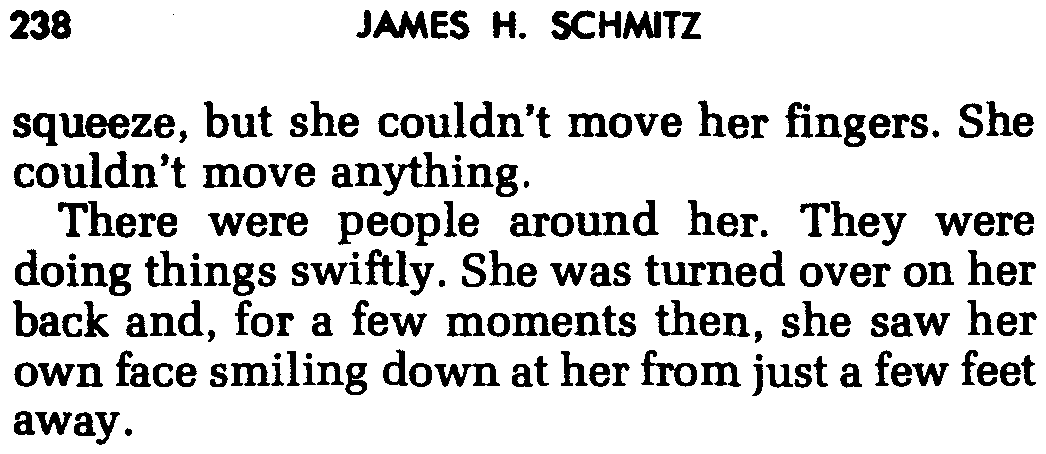 238 JAMES H. SCHMITZ
squeeze, but she couldn't move her fingers. She
couldn't move anything.
There were people around her. They were
doing things swiftly. She was turned over on her
back and, for a few moments then, she saw her
own face smiling down at her from just a few feet
away.